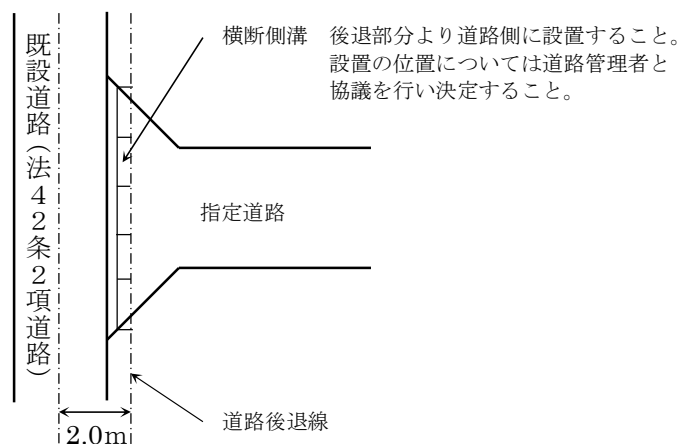 既設道路(法42条2項道路)
横断側溝　後退部分より道路側に設置すること。
設置の位置については道路管理者と
協議を行い決定すること。
指定道路
道路後退線
2.0m